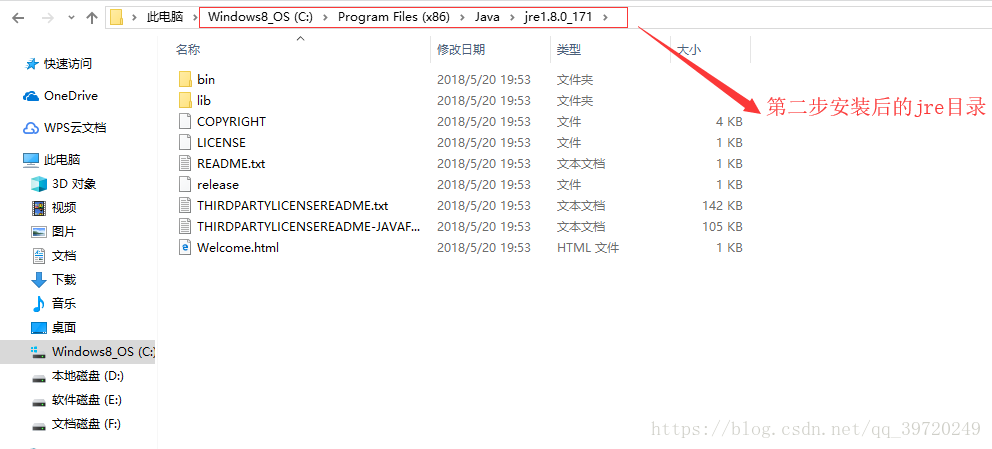 此电脑 Windows8_OS (C:) Program Files (x86) Java jre1.8.0_171
名称 修改日期 类型 大小
快速访问
OneDrive
WPS云文档
此电脑
3D 对象
视频
图片
文档
下载
音乐
桌面
Windows8_OS (C:)
本地磁盘 (D:)
软件磁盘 (E:)
文档磁盘 (F:)
bin 2018/5/20 19:53 文件夹
lib 2018/5/20 19:53 文件夹
COPYRIGHT 2018/5/20 19:53 文件 4 KB
LICENSE 2018/5/20 19:53 文件 1 KB
README.txt 2018/5/20 19:53 文本文档 1 KB
release 2018/5/20 19:53 文件 1 KB
THIRDPARTYLICENSEREADME.txt 2018/5/20 19:53 文本文档 142 KB
THIRDPARTYLICENSEREADME-JAVAF... 2018/5/20 19:53 文本文档 105 KB
Welcome.html 2018/5/20 19:53 HTML 文件 1 KB
第二步安装后的jre目录
https://blog.csdn.net/qq_39720249